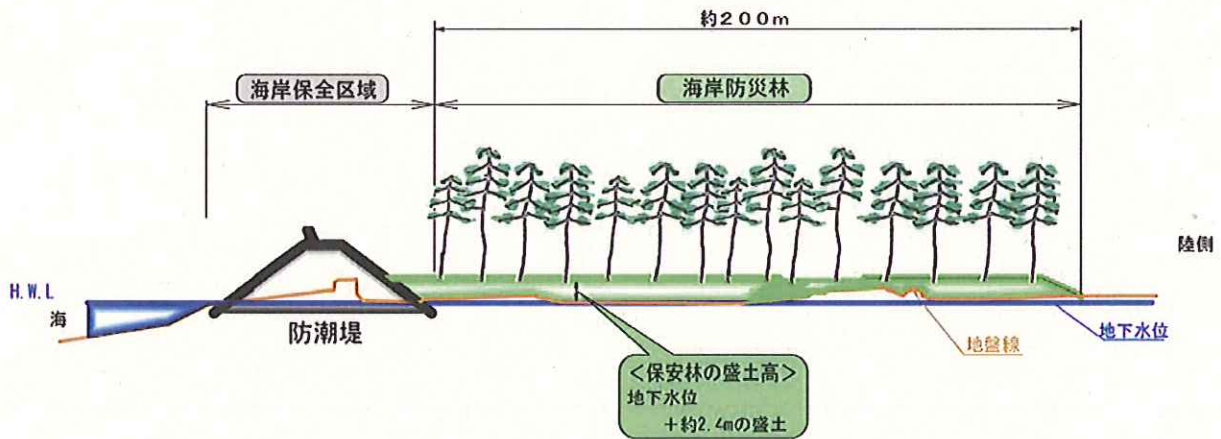 約200m
海岸保全区域
海岸防災林
陸側
H.W.L
海
防潮堤
地下水位
地盤線
<保安林の盛土高>
地下水位
+約2.4mの盛土